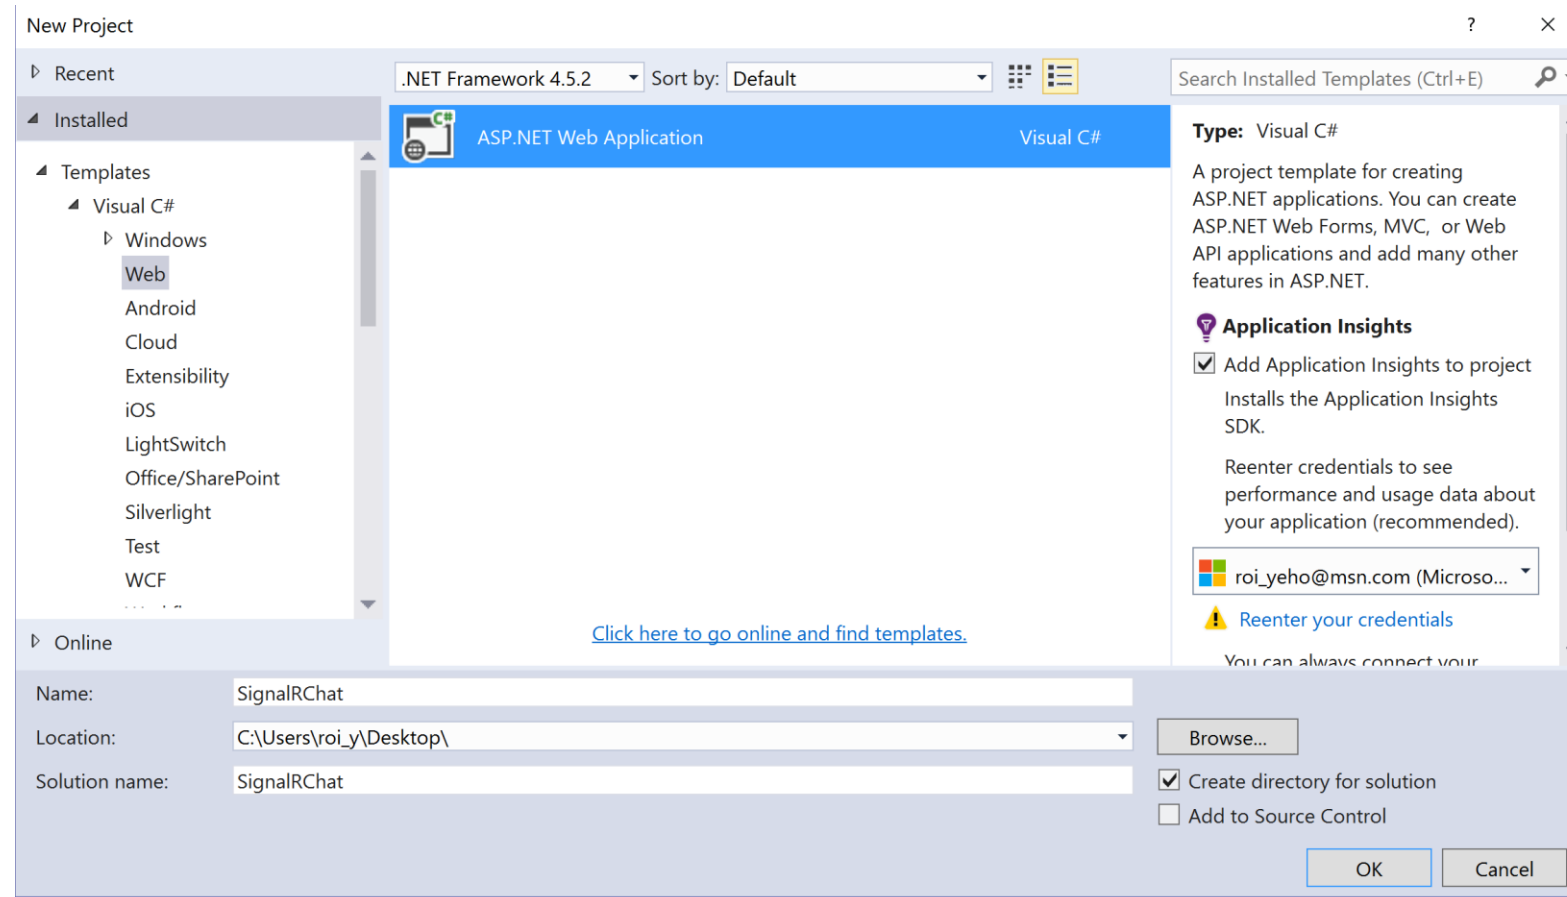 New Project
?
Recent
Installed
Templates
Visual C#
Windows
Web
Android
Cloud
Extensibility
iOS
LightSwitch
Office/SharePoint
Silverlight
Test
WCF
Online
.NET Framework 4.5.2 Sort by: Default
Search Installed Templates (Ctrl+E)
C#
ASP.NET Web Application Visual C#
Click here to go online and find templates.
Type: Visual C#
A project template for creating
ASP.NET applications. You can create
ASP.NET Web Forms, MVC, or Web
API applications and add many other
features in ASP.NET.
Application Insights
Add Application Insights to project
Installs the Application Insights
SDK.
Reenter credentials to see
performance and usage data about
your application (recommended).
roi_yeho@msn.com (Microso...
Reenter your credentials
You can always connect your
Name: SignalRChat
Location: C:\Users\roi_y\Desktop\
Browse...
Solution name: SignalRChat
Create directory for solution
Add to Source Control
OK Cancel